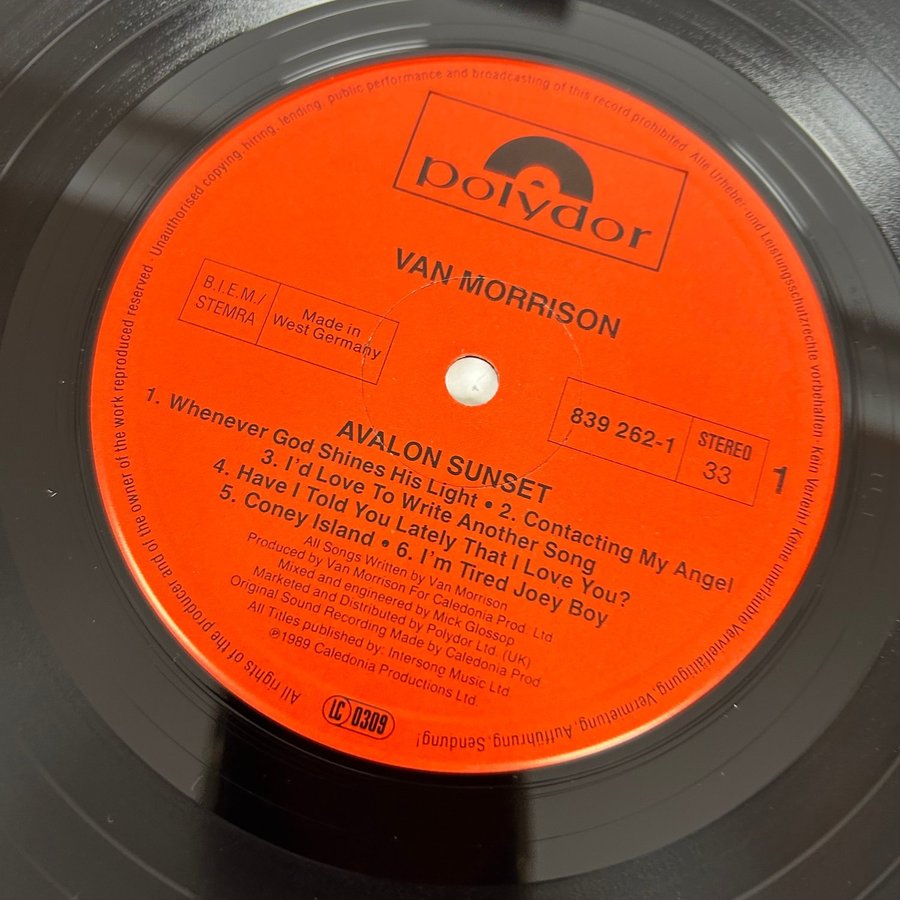 All rights of the producer and of the owner of the work reproduced reserved · Unauthorised copying, hiring, lending, public performance and broadcasting of this record prohibited. Alle Urheber- und Leistungsschutzrechte vorbehalten · kein Verleih! Keine unerlaubte Vervielfältigung, Vermietung, Aufführung, Sendung!
polydor
VAN MORRISON
B.I.E.M./
STEMRA
Made in
West Germany
839 262-1
STEREO
33
1
AVALON SUNSET
1. Whenever God Shines His Light • 2. Contacting My Angel
3. I'd Love To Write Another Song
4. Have I Told You Lately That I Love You?
5. Coney Island • 6. I'm Tired Joey Boy
All Songs Written by Van Morrison
Produced by Van Morrison For Caledonia Prod. Ltd
Mixed and engineered by Mick Glossop
Marketed and Distributed by Polydor Ltd. (UK)
Original Sound Recording Made by Caledonia Prod
All Titles published by: Intersong Music Ltd
℗1989 Caledonia Productions Ltd.
LC 0309